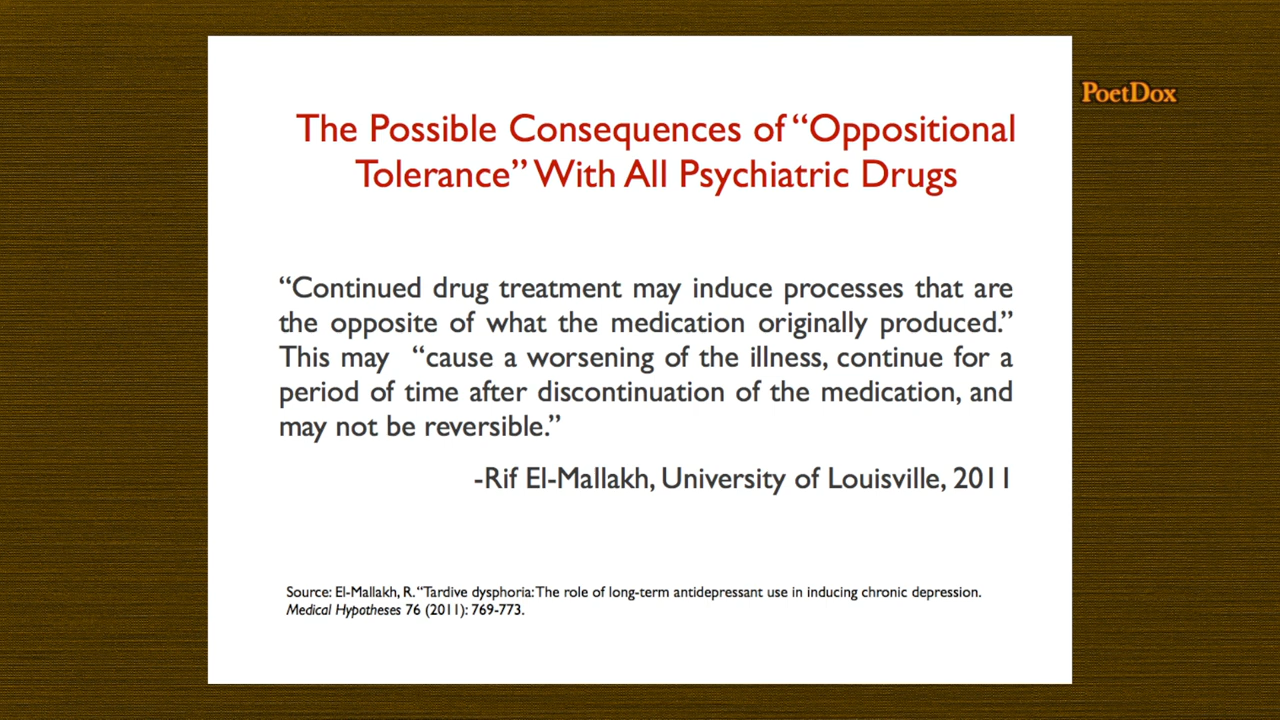 The Possible Consequences of “Oppositional
Tolerance” With All Psychiatric Drugs
PoetDox
“Continued drug treatment may induce processes that are
the opposite of what the medication originally produced.”
This may “cause a worsening of the illness, continue for a
period of time after discontinuation of the medication, and
may not be reversible.”
-Rif El-Mallakh, University of Louisville, 2011
Source: El-Mallakh, R. “Tardive dysphoria: The role of long-term antidepressant use in inducing chronic depression.
Medical Hypotheses 76 (2011): 769-773.